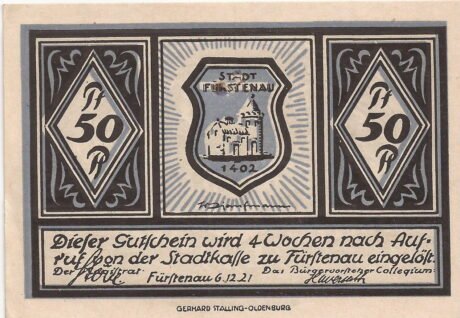 Pf
50
Pf
STADT
FÜRSTENAU
1402
Pf
50
Pf
Dieser Gutschein wird 4 Wochen nach Auf-
ruf von der Stadtkasse zu Fürstenau eingelöst.
Der Magistrat Das Bürgervorsteher Collegium:
Fürstenau 6.12.21
GERHARD STALLING-OLDENBURG